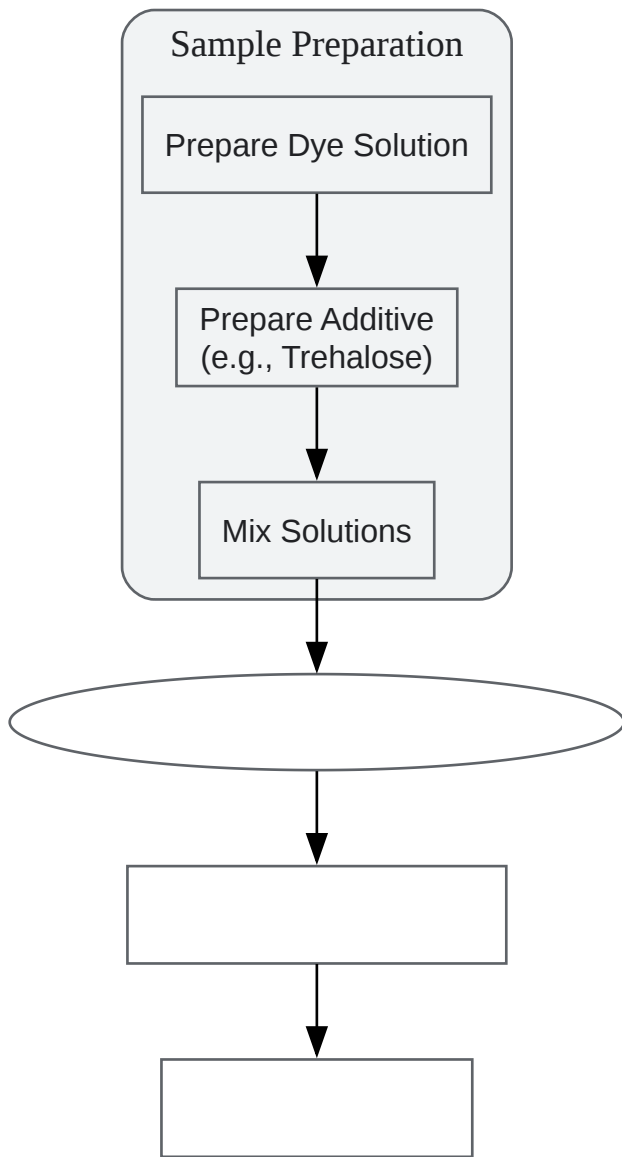 Sample Preparation
Prepare Dye Solution
Prepare Additive
(e.g., Trehalose)
Mix Solutions